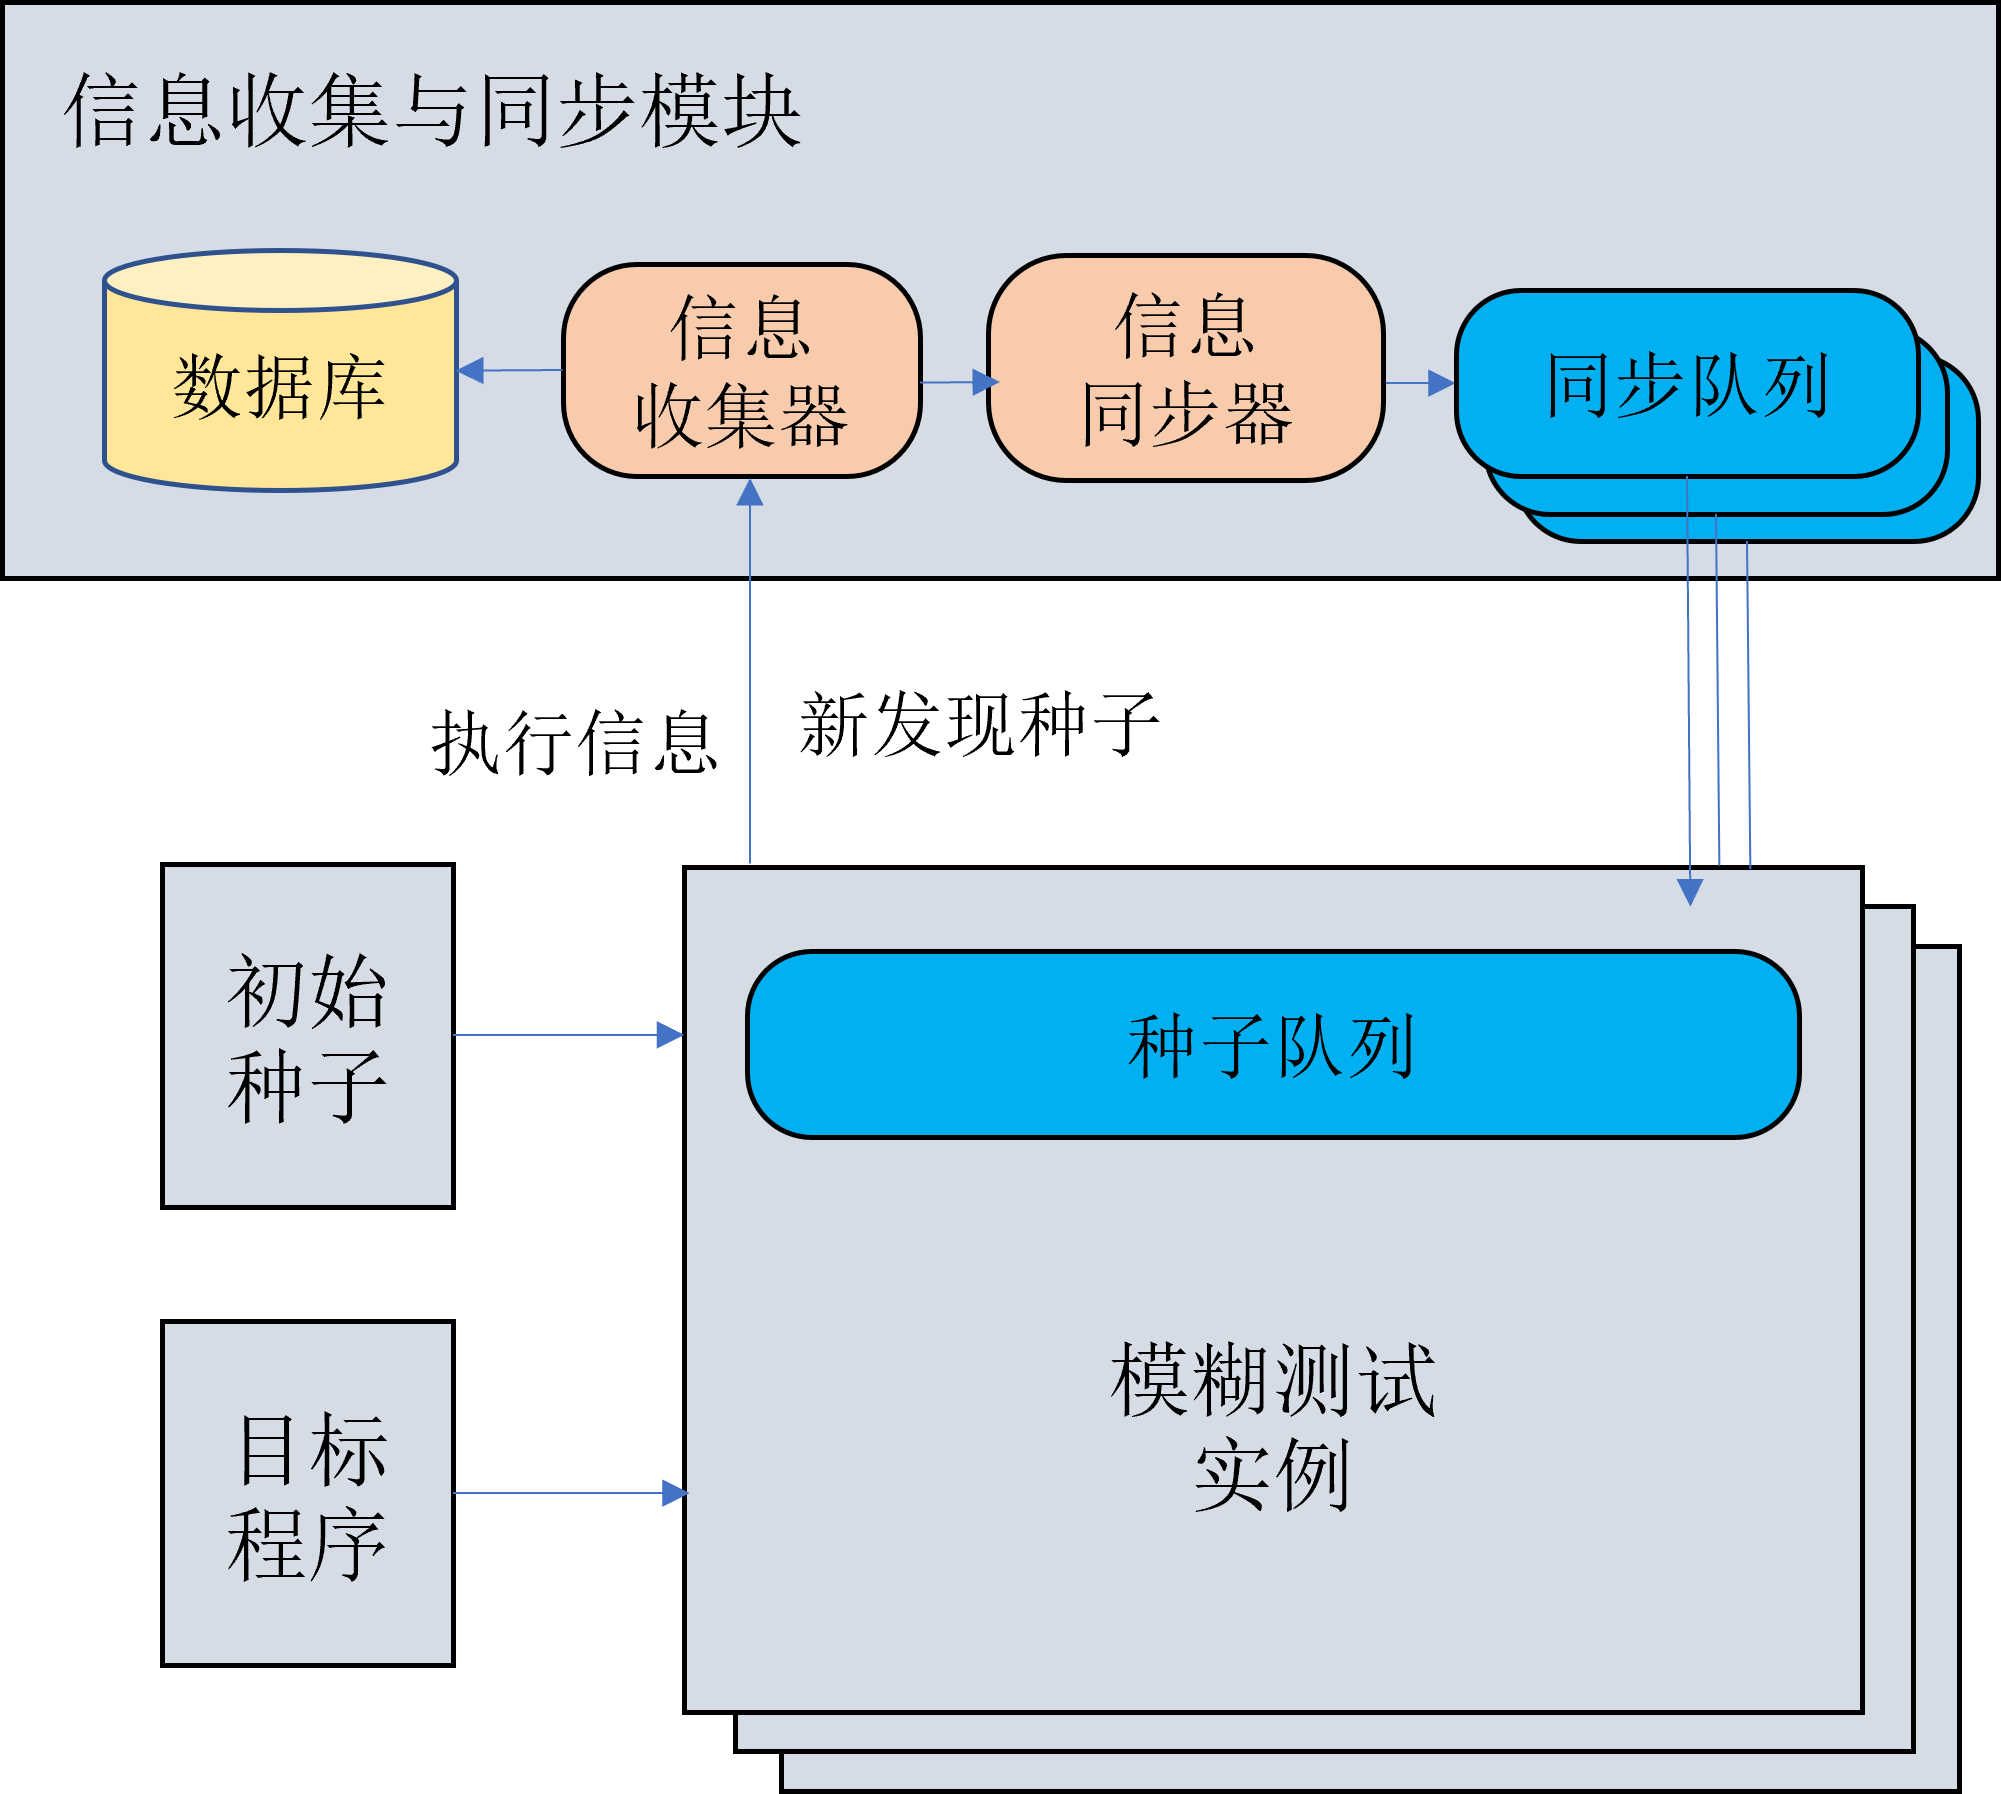 信息收集与同步模块
数据库
信息
收集器
信息
同步器
同步队列
执行信息
新发现种子
初始
种子
种子队列
目标
程序
模糊测试
实例